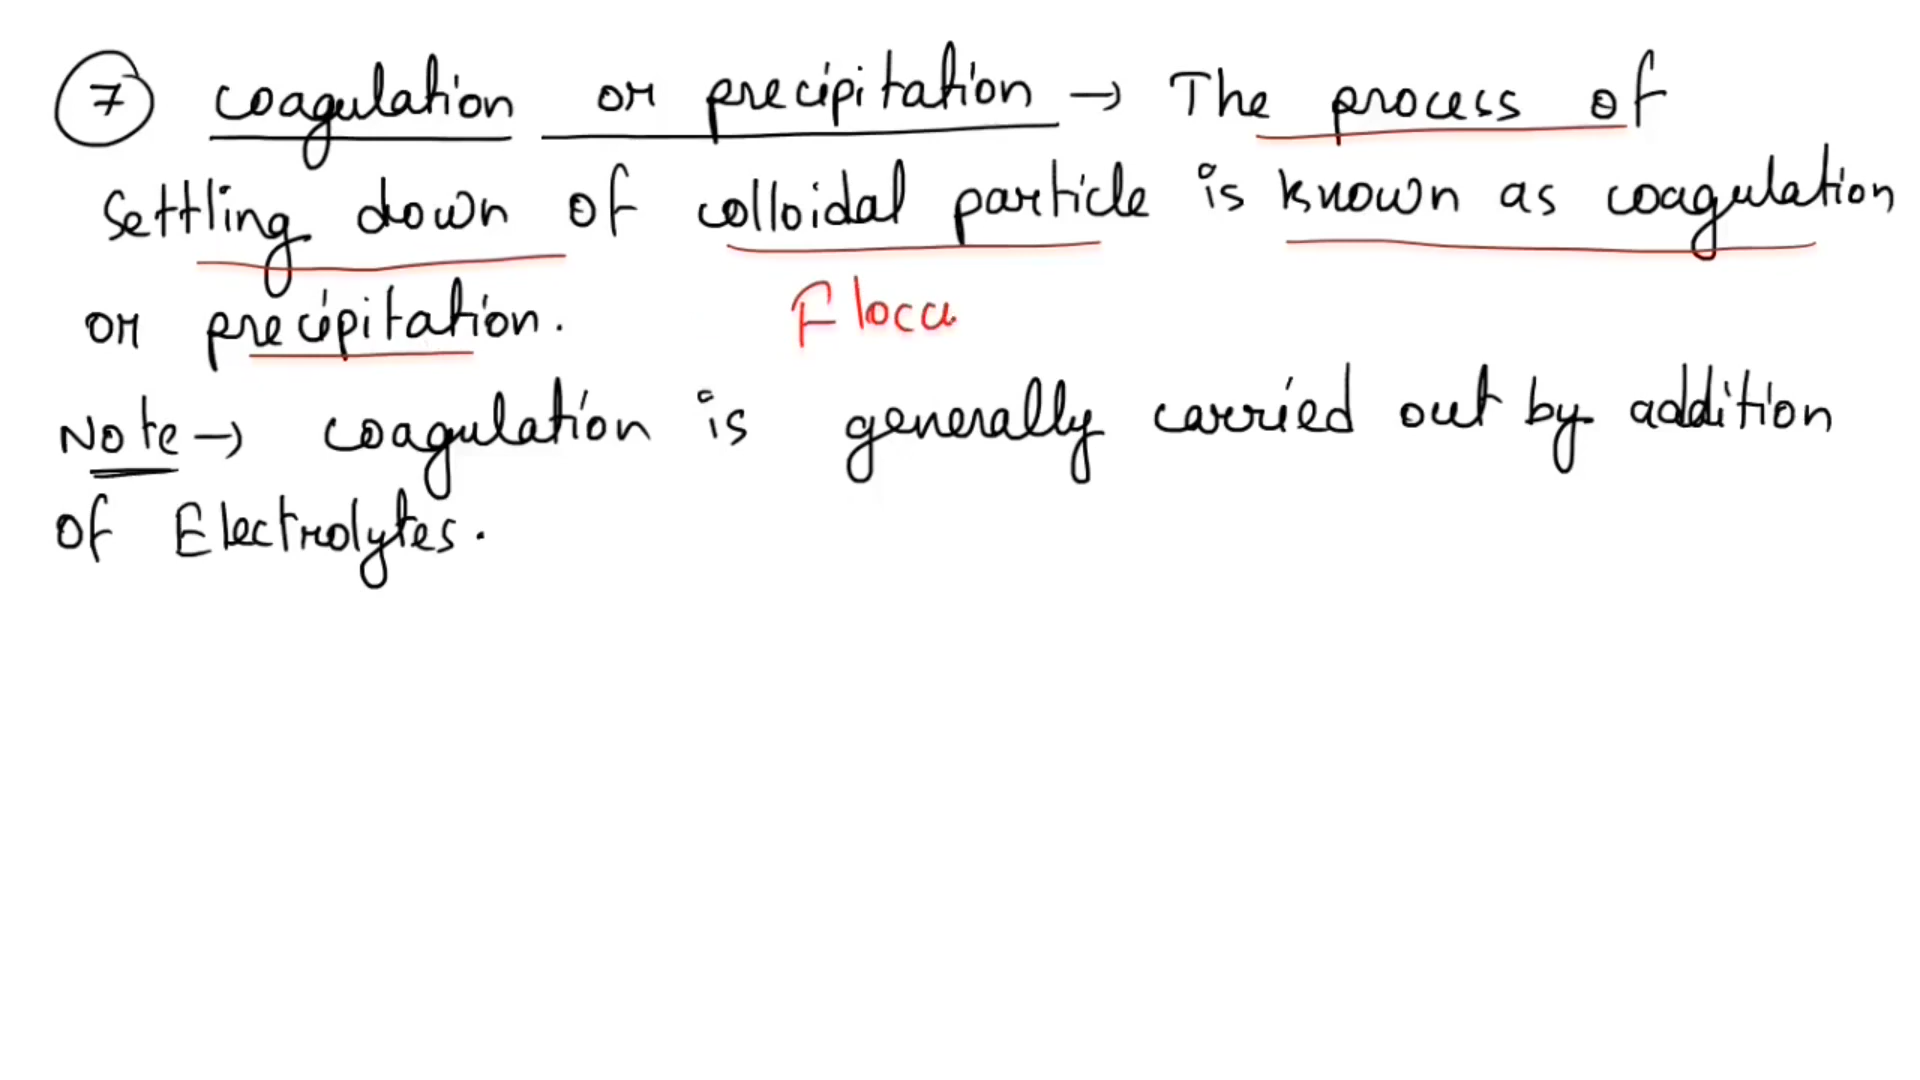 7 coagulation or precipitation → The process of
settling down of colloidal particle is known as coagulation
or precipitation.
Floccu
Note → coagulation is generally carried out by addition
of Electrolytes.